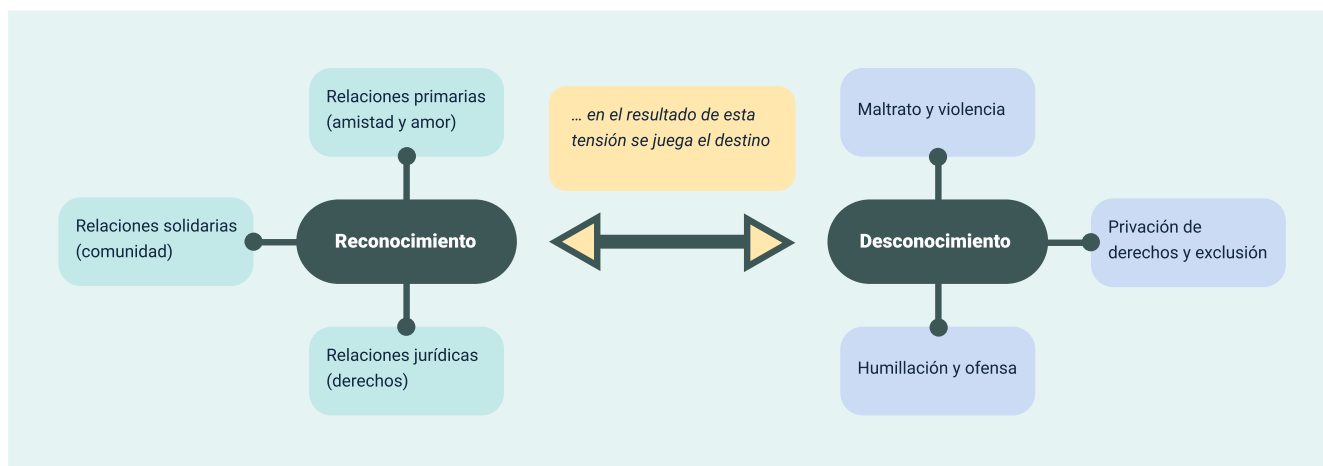 Relaciones primarias
(amistad y amor)
… en el resultado de esta
tensión se juega el destino
Maltrato y violencia
Relaciones solidarias
(comunidad)
Reconocimiento
Desconocimiento
Privación de
derechos y exclusión
Relaciones jurídicas
(derechos)
Humillación y ofensa